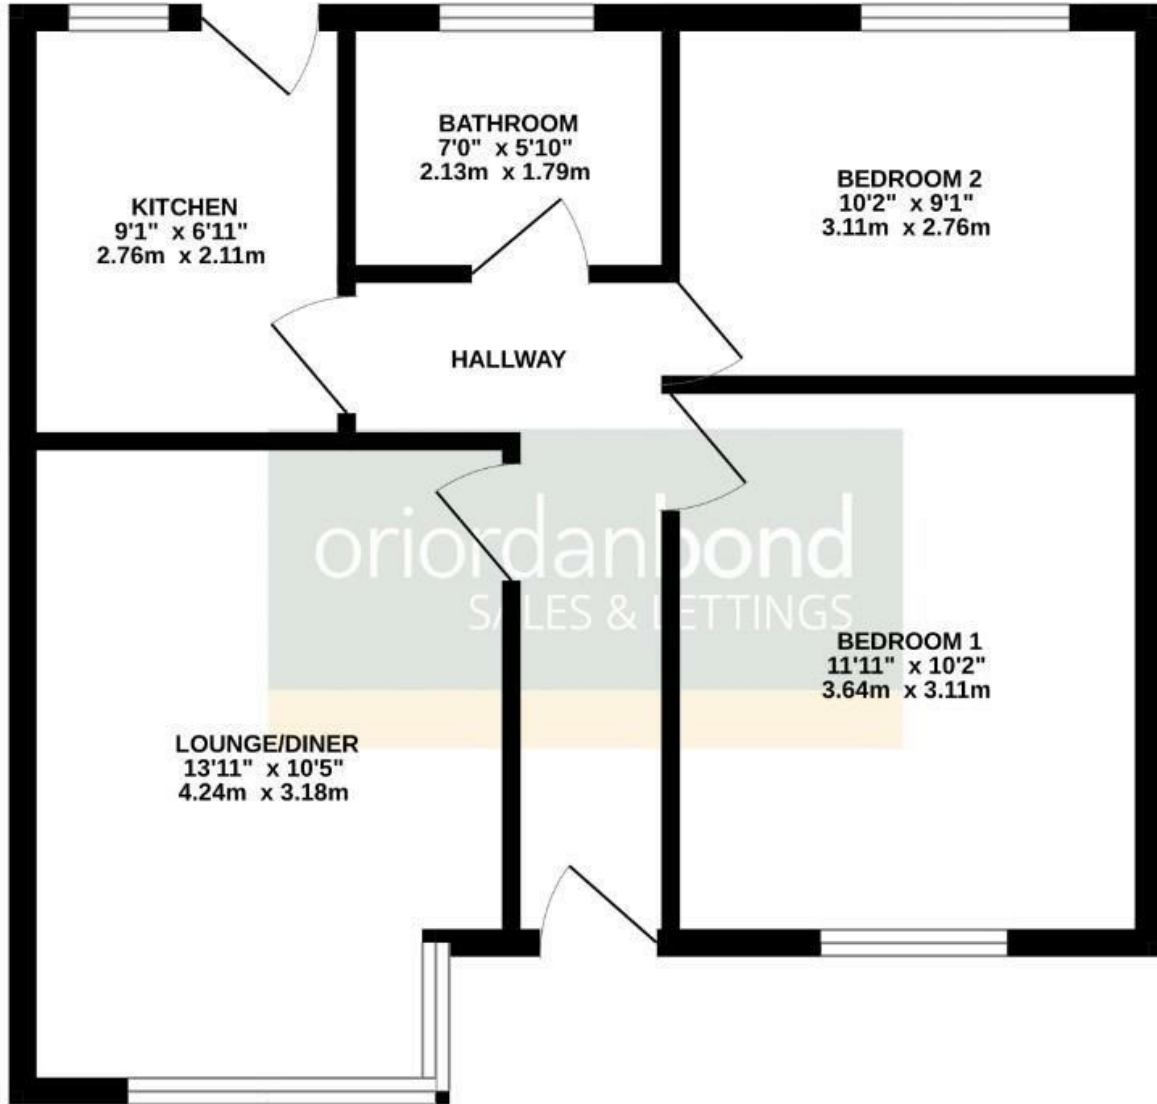 BATHROOM
7'0" x 5'10"
2.13m x 1.79m
BEDROOM 2
10'2" x 9'1"
3.11m x 2.76m
KITCHEN
9'1" x 6'11"
2.76m x 2.11m
HALLWAY
oriordanbond
SALES & LETTINGS
BEDROOM 1
11'11" x 10'2"
3.64m x 3.11m
LOUNGE/DINER
13'11" x 10'5"
4.24m x 3.18m